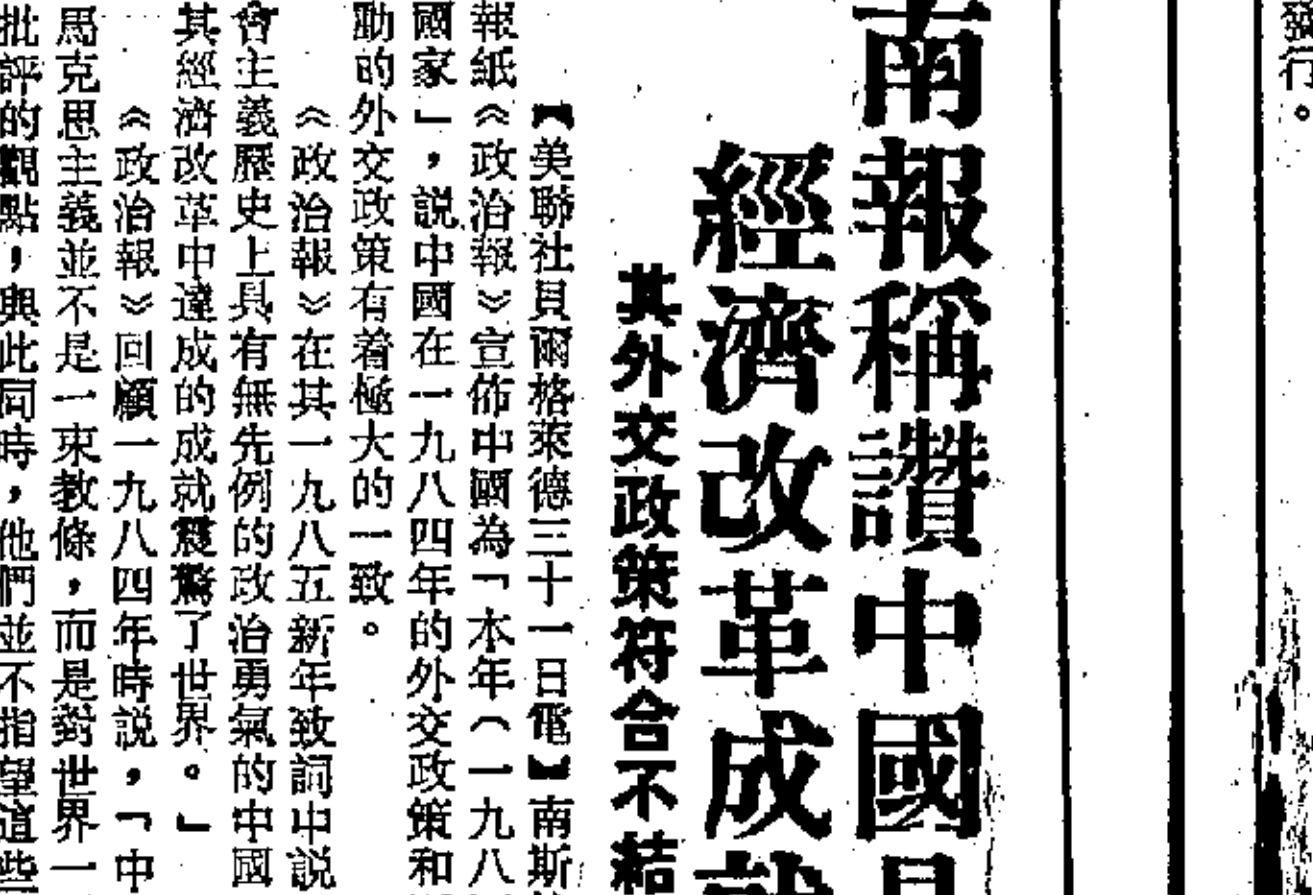 發行。
南報稱讚中國
經濟改革成
其外交政策符合不結
【美聯社貝爾格萊德三十一日電】南斯
報紙《政治報》宣佈中國為「本年（一九八
國家」，説中國在一九八四年的外交政策和
動的外交政策有着極大的一致。
《政治報》在其一九八五新年致詞中説
會主義歷史上具有無先例的政治勇氣的中國
其經濟改革中達成的成就震驚了世界。」
《政治報》回顧一九八四年時説，「中
馬克思主義並不是一束教條，而是對世界一
批評的觀點，與此同時，他們並不指望這些